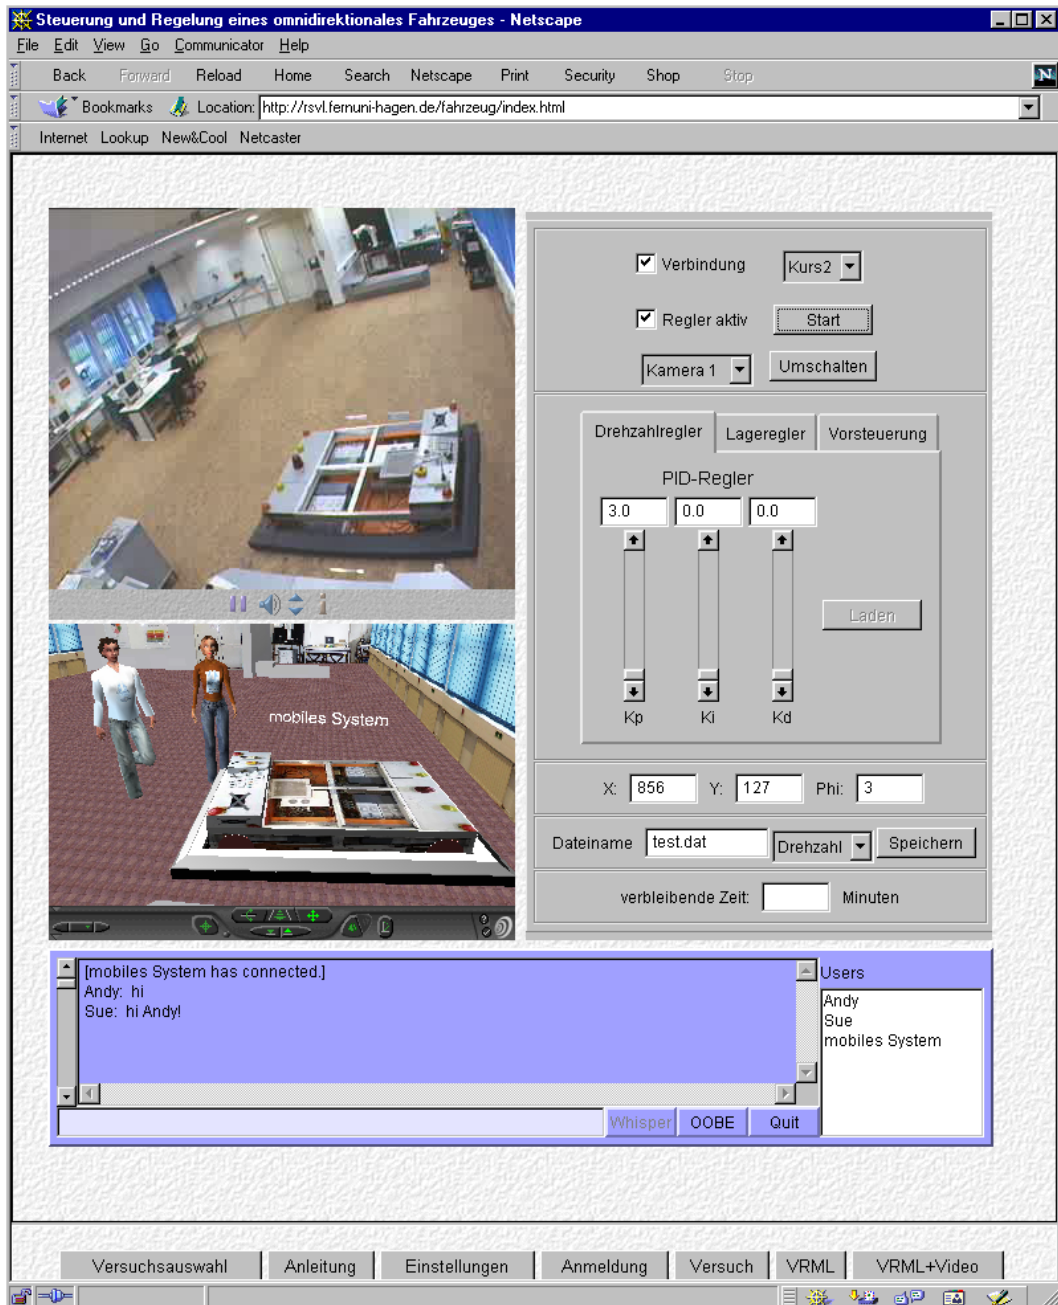 Steuerung und Regelung eines omnidirektionales Fahrzeuges - Netscape
File Edit View Go Communicator Help
Back Forward Reload Home Search Netscape Print Security Shop Stop
N
Bookmarks Location: http://rsvl.fernuni-hagen.de/fahrzeug/index.html
Internet Lookup New&Cool Netcaster
Verbindung Kurs2
Regler aktiv Start
Kamera 1 Umschalten
Drehzahlregler Lageregler Vorsteuerung
PID-Regler
3.0 0.0 0.0
Laden
Kp Ki Kd
mobiles System
X: 856 Y: 127 Phi: 3
Dateiname test.dat Drehzahl Speichern
verbleibende Zeit: Minuten
[mobiles System has connected.]
Andy: hi
Sue: hi Andy!
Users
Andy
Sue
mobiles System
Whisper OOBE Quit
Versuchsauswahl Anleitung Einstellungen Anmeldung Versuch VRML VRML+Video